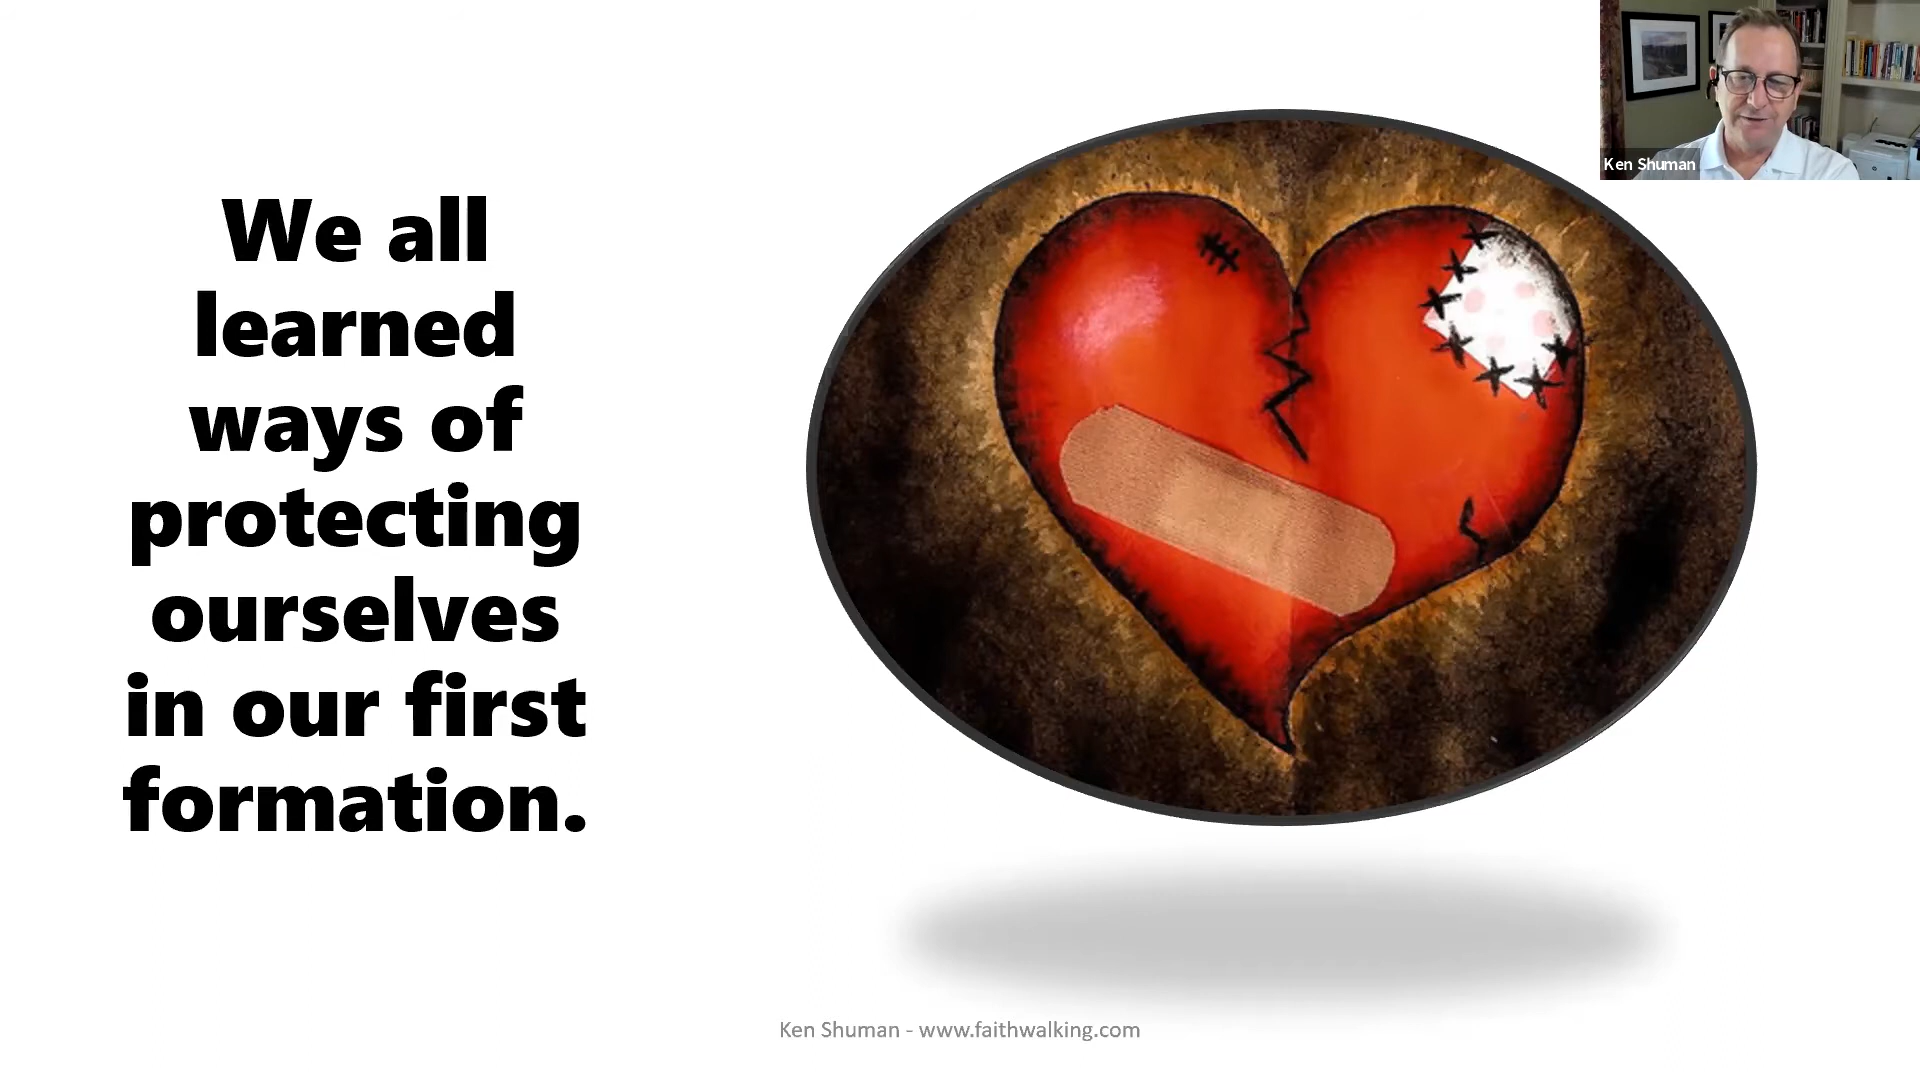 We all
learned
ways of
protecting
ourselves
in our first
formation.
Ken Shuman
Ken Shuman - www.faithwalking.com